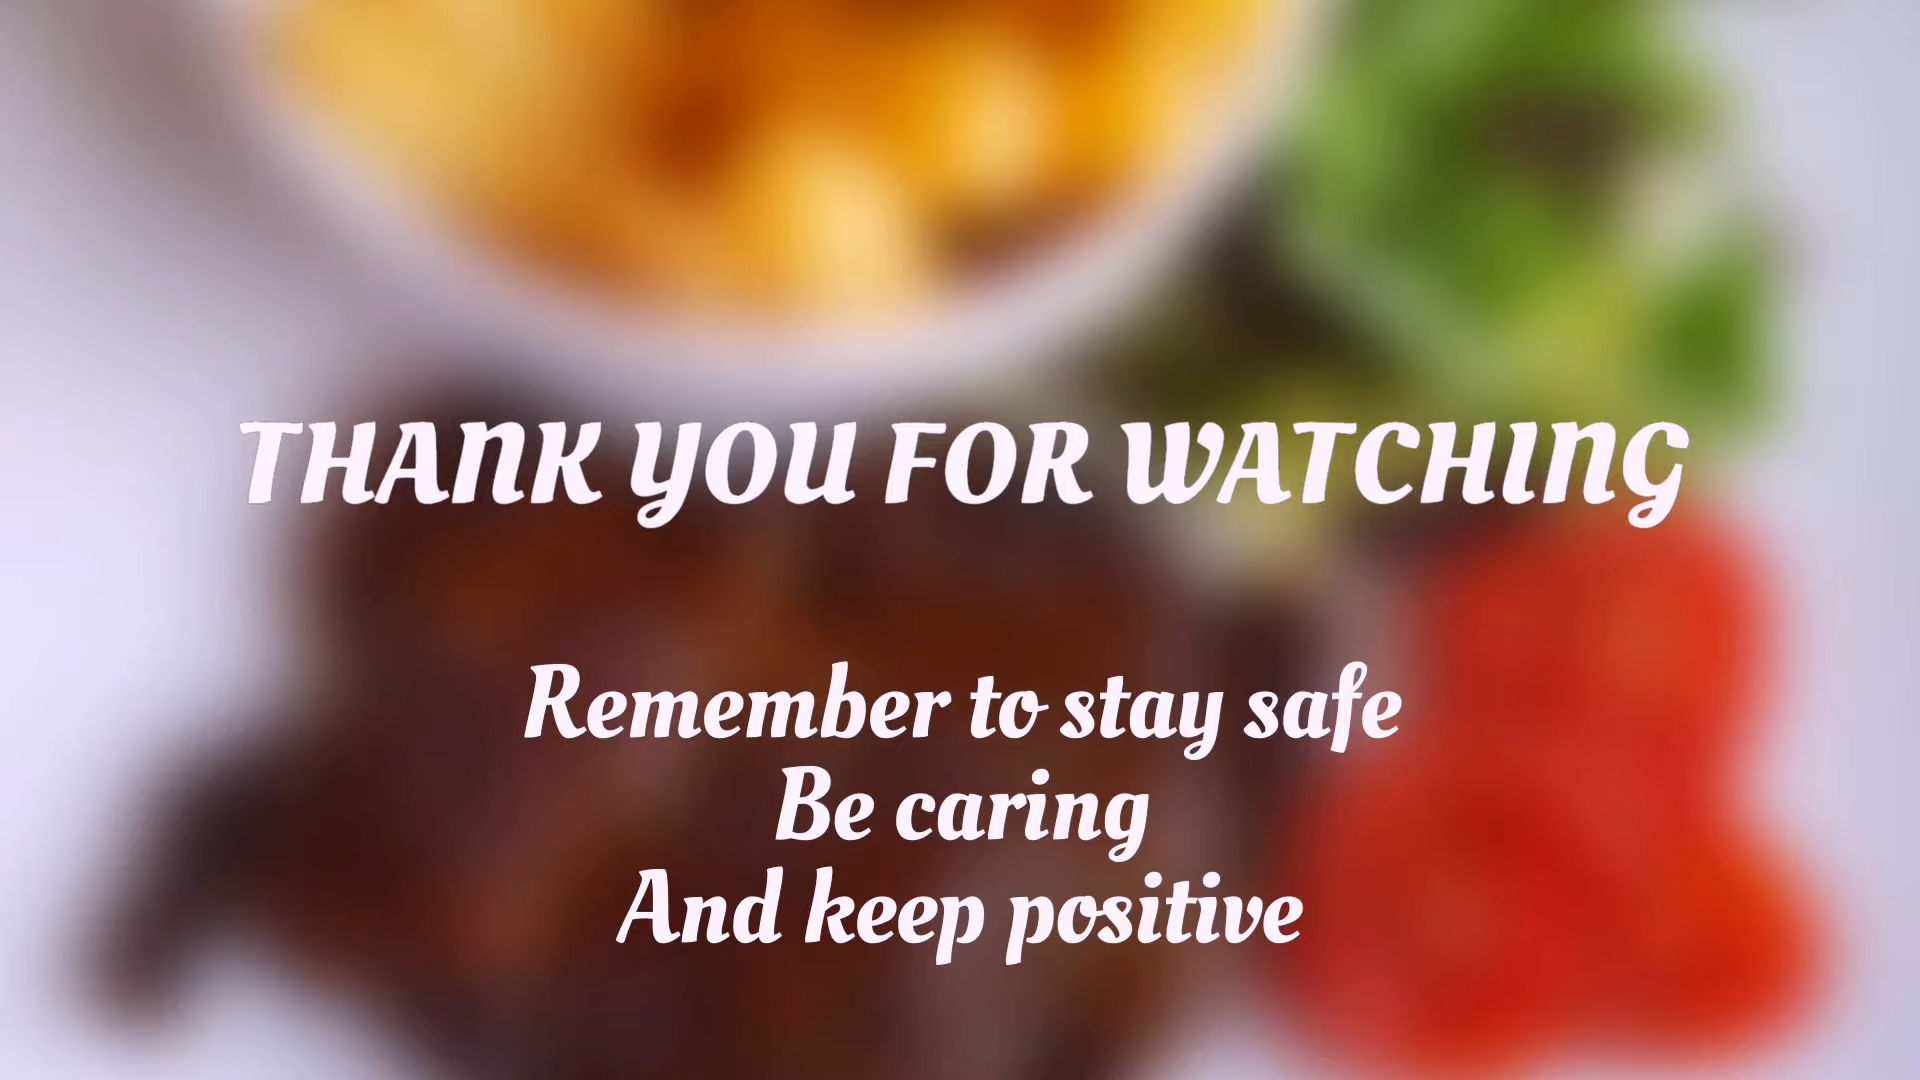 THANK YOU FOR WATCHING
Remember to stay safe
Be caring
And keep positive